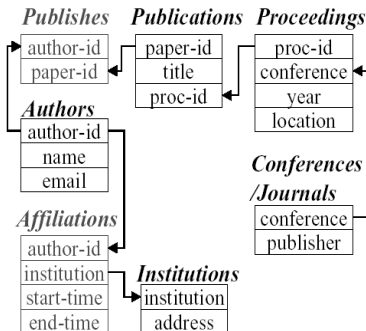 Publishes
author-id
paper-id
Publications
paper-id
title
proc-id
Proceedings
proc-id
conference
year
location
Authors
author-id
name
email
Conferences
/Journals
conference
publisher
Affiliations
author-id
institution
start-time
end-time
Institutions
institution
address